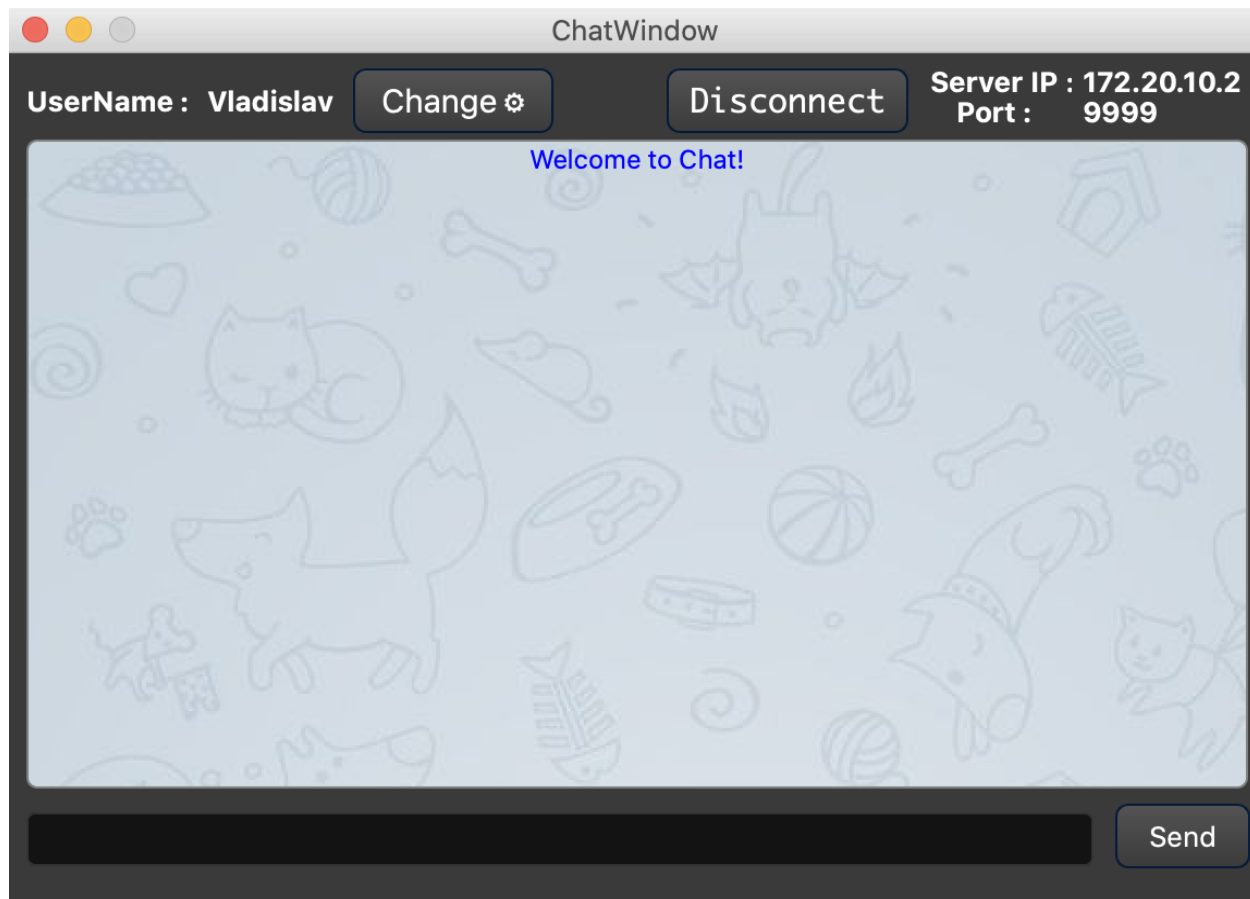 ChatWindow
UserName : Vladislav Change ⚙ Disconnect Server IP : 172.20.10.2
Port : 9999
Welcome to Chat!
Send